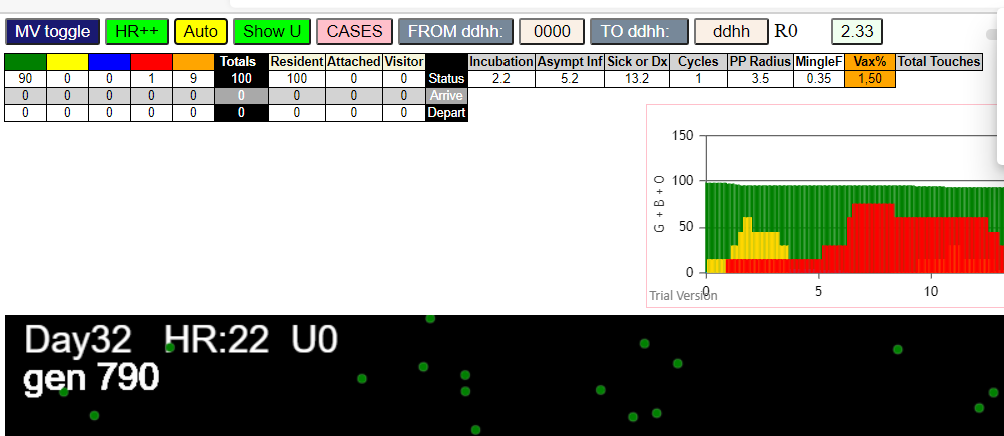 MV toggle HR++ Auto Show U CASES FROM ddhh: 0000 TO ddhh: ddhh R0 2.33
Totals Resident Attached Visitor Incubation Asympt Inf Sick or Dx Cycles PP Radius MingleF Vax% Total Touches
90 0 0 1 9 100 100 0 0 Status 2.2 5.2 13.2 1 3.5 0.35 1,50
0 0 0 0 0 0 0 0 0 Arrive
0 0 0 0 0 0 0 0 0 Depart
150
100
50
0
G + B + O
0 5 10
Trial Version
Day32 HR:22 U0
gen 790